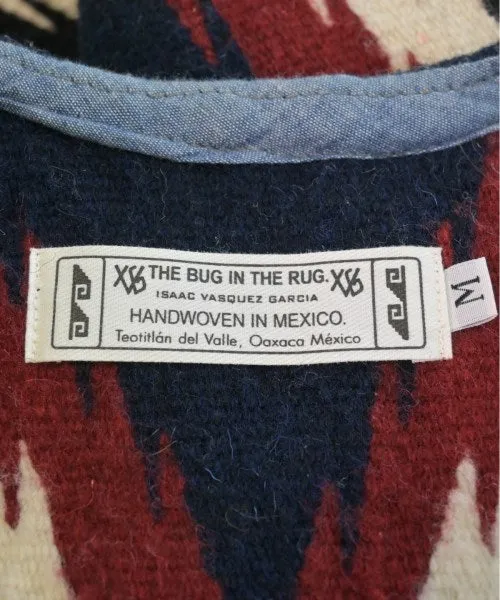 THE BUG IN THE RUG.
ISAAC VASQUEZ GARCIA
HANDWOVEN IN MEXICO.
Teotitlán del Valle, Oaxaca México
M